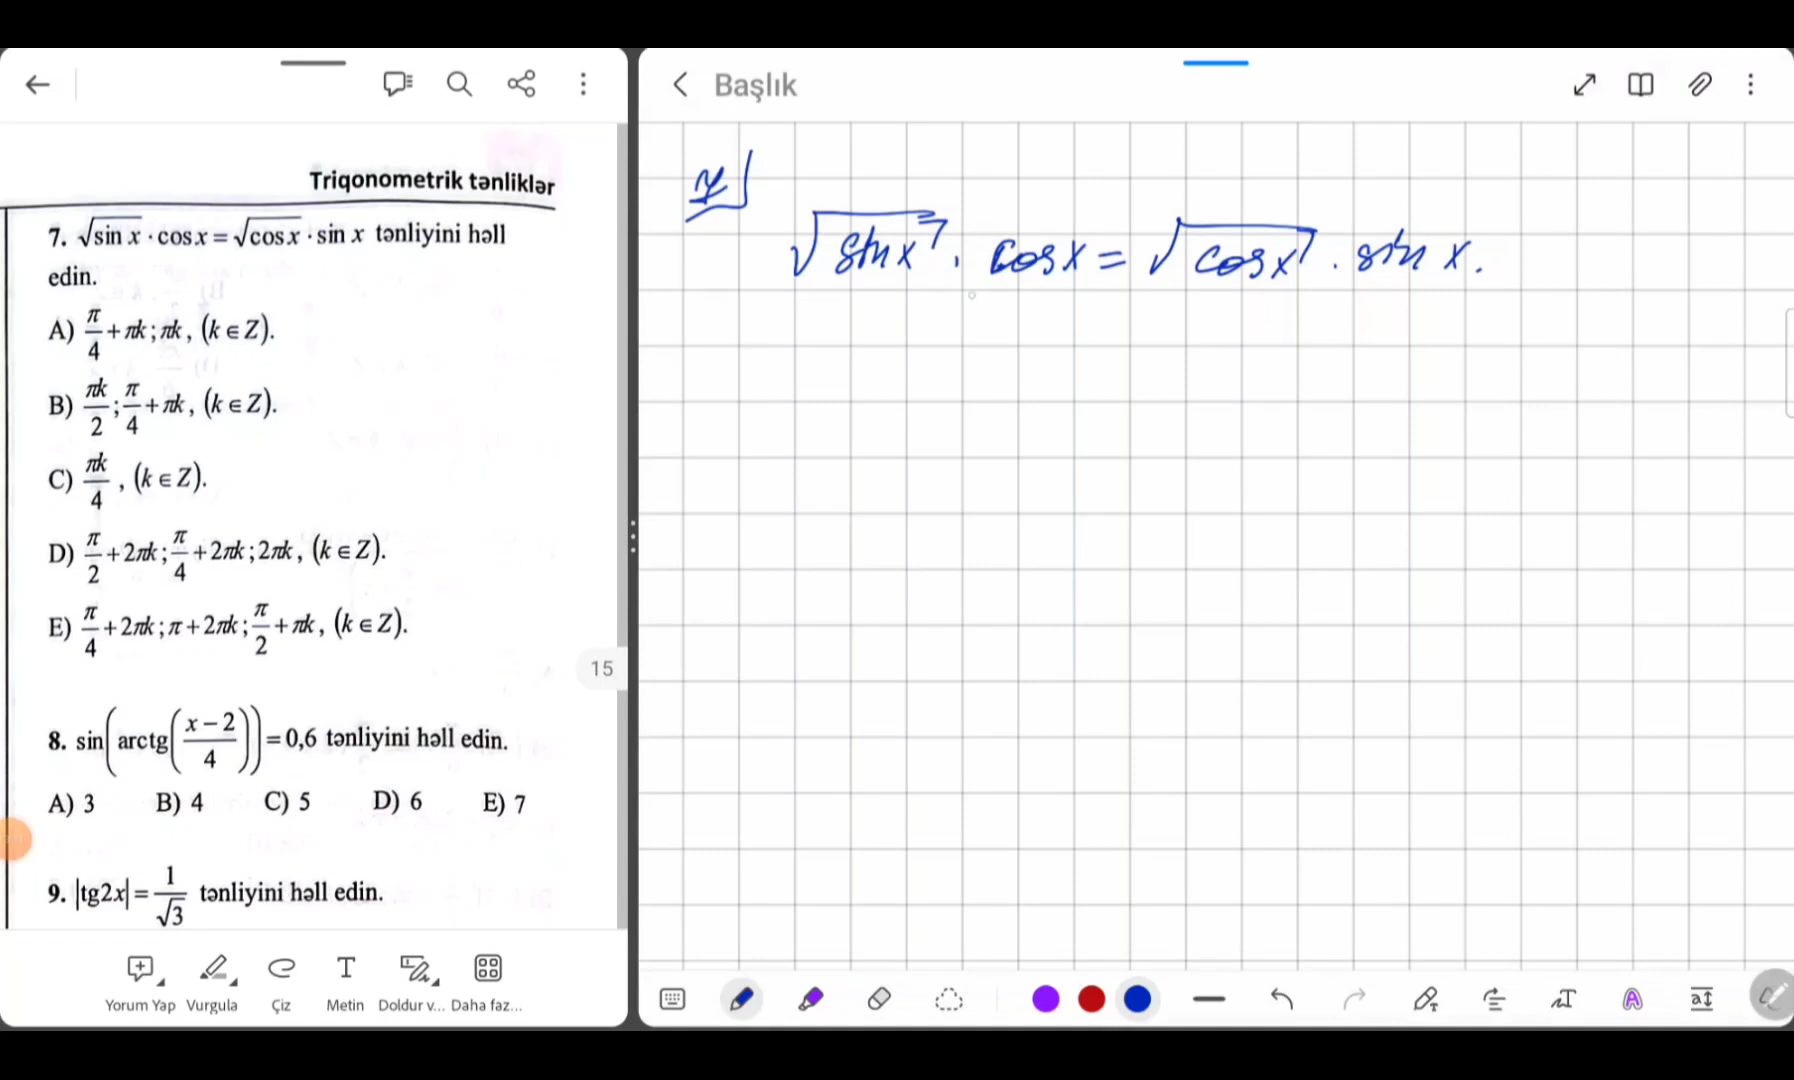 Başlık
Triqonometrik tənliklər
7. √sin x · cos x = √cos x · sin x tənliyini həll
edin.
A) π/4 + πk ; πk , (k ∈ Z).
B) πk/2 ; π/4 + πk , (k ∈ Z).
C) πk/4 , (k ∈ Z).
D) π/2 + 2πk ; π/4 + 2πk ; 2πk , (k ∈ Z).
E) π/4 + 2πk ; π + 2πk ; π/2 + πk , (k ∈ Z).
15
8. sin(arctg((x − 2)/4)) = 0,6 tənliyini həll edin.
A) 3 B) 4 C) 5 D) 6 E) 7
9. |tg2x| = 1/√3 tənliyini həll edin.
Yorum Yap Vurgula Çiz Metin Doldur v... Daha faz...
7
√sin x · cos x = √cos x · sin x.